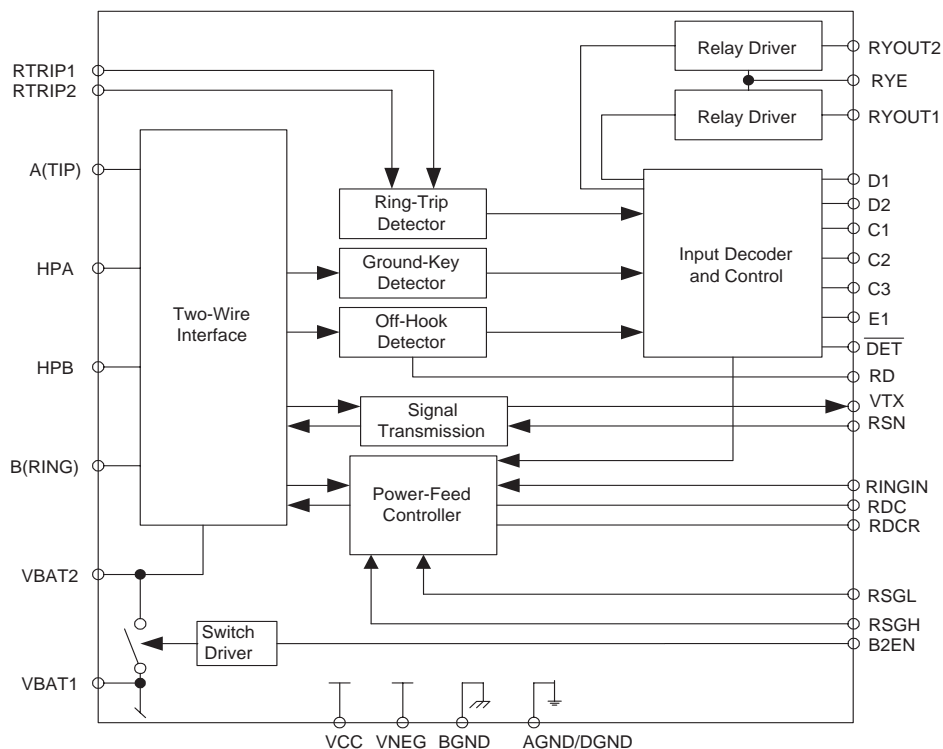 Relay Driver
RYOUT2
RTRIP1
RYE
RTRIP2
Relay Driver
RYOUT1
A(TIP)
D1
D2
Ring-Trip
Detector
C1
Input Decoder
and Control
HPA
Ground-Key
Detector
C2
C3
Two-Wire
Interface
Off-Hook
Detector
E1
DET
HPB
RD
VTX
Signal
Transmission
RSN
B(RING)
Power-Feed
Controller
RINGIN
RDC
RDCR
VBAT2
RSGL
RSGH
Switch
Driver
B2EN
VBAT1
VCC VNEG BGND AGND/DGND